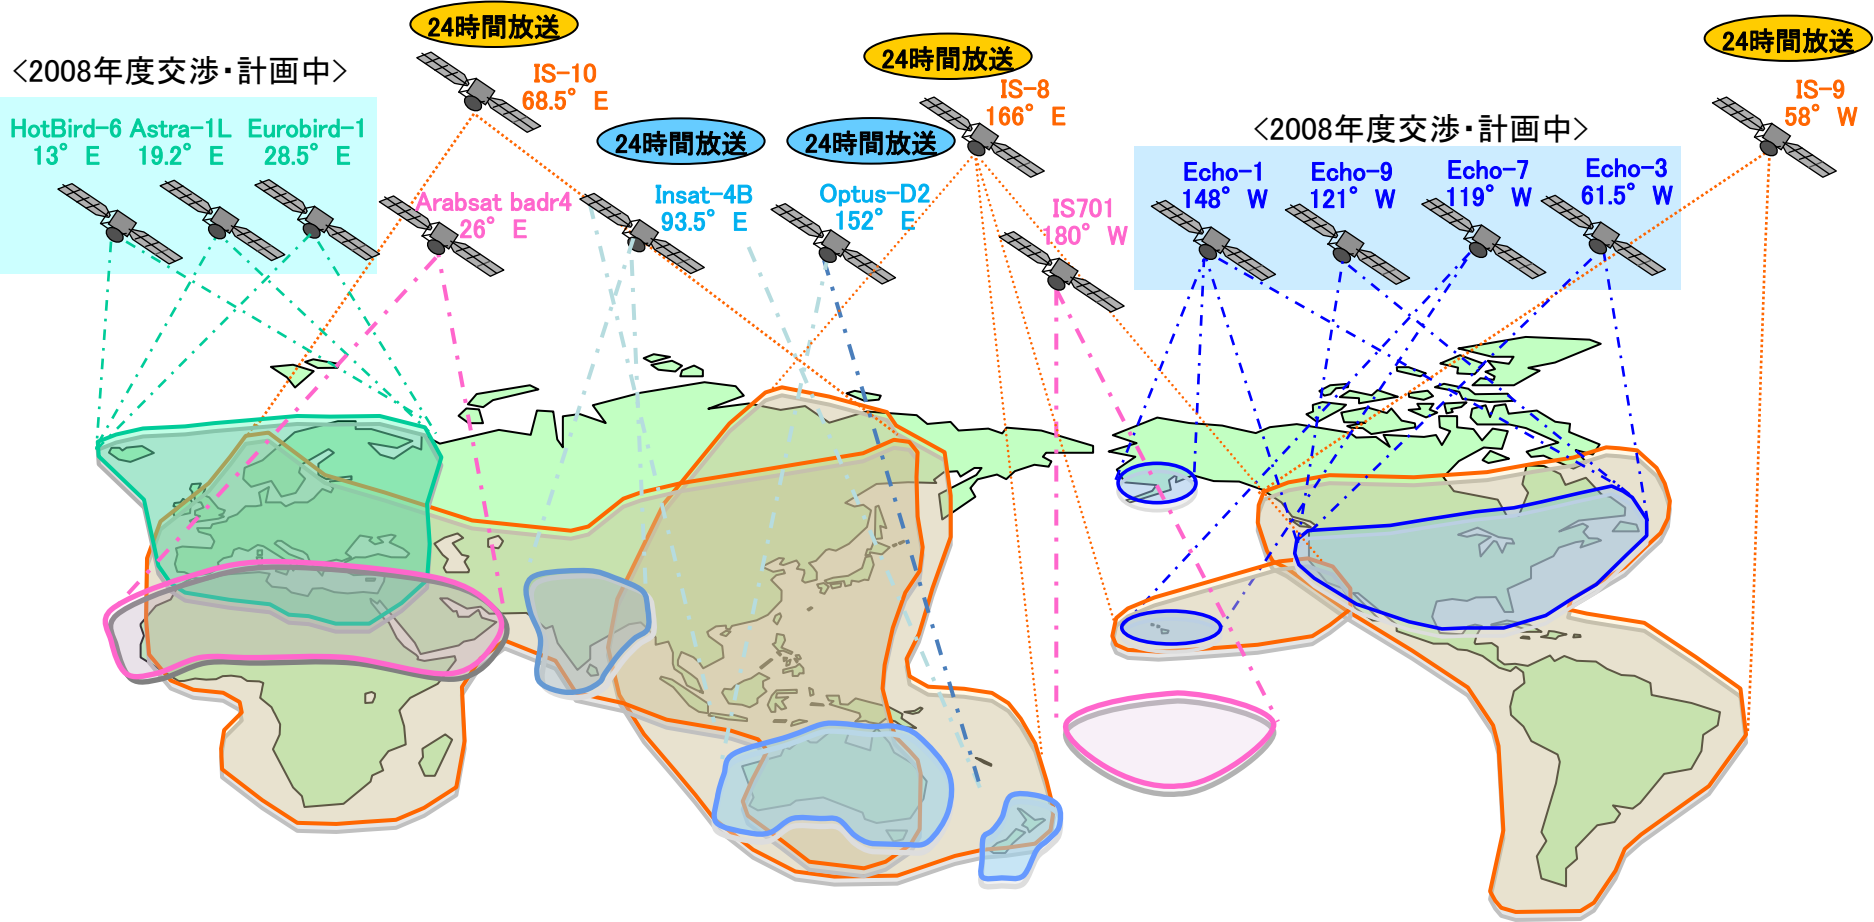 24時間放送
24時間放送
24時間放送
<2008年度交渉・計画中>
IS-10
68.5° E
IS-8
166° E
IS-9
58° W
HotBird-6
13° E
Astra-1L
19.2° E
Eurobird-1
28.5° E
24時間放送
24時間放送
<2008年度交渉・計画中>
Arabsat badr4
26° E
Insat-4B
93.5° E
Optus-D2
152° E
IS701
180° W
Echo-1
148° W
Echo-9
121° W
Echo-7
119° W
Echo-3
61.5° W